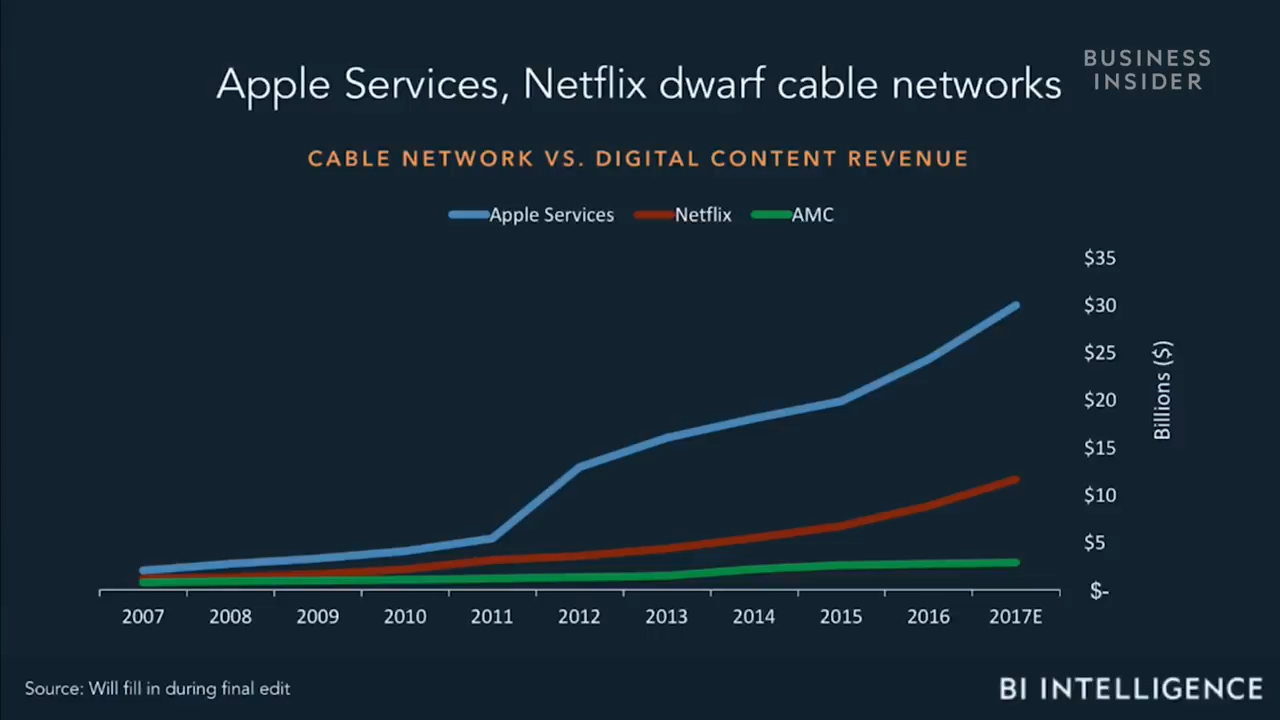 Apple Services, Netflix dwarf cable networks
BUSINESS
INSIDER
CABLE NETWORK VS. DIGITAL CONTENT REVENUE
Apple Services Netflix AMC
$35
$30
$25
$20
$15
$10
$5
$-
Billions ($)
2007 2008 2009 2010 2011 2012 2013 2014 2015 2016 2017E
Source: Will fill in during final edit
BI INTELLIGENCE